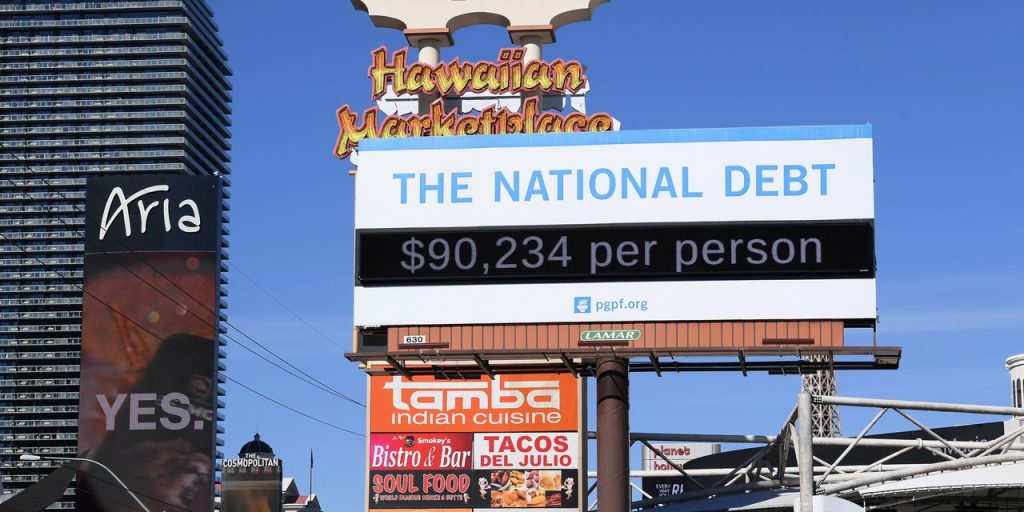 Hawaiian
Marketplace
THE NATIONAL DEBT
$90,234 per person
pgpf.org
630
LAMAR
Aria
YES.
THE
COSMOPOLITAN
tamba
indian cuisine
Smokey's
Bistro & Bar
SOUL FOOD
TACOS
DEL JULIO
planet